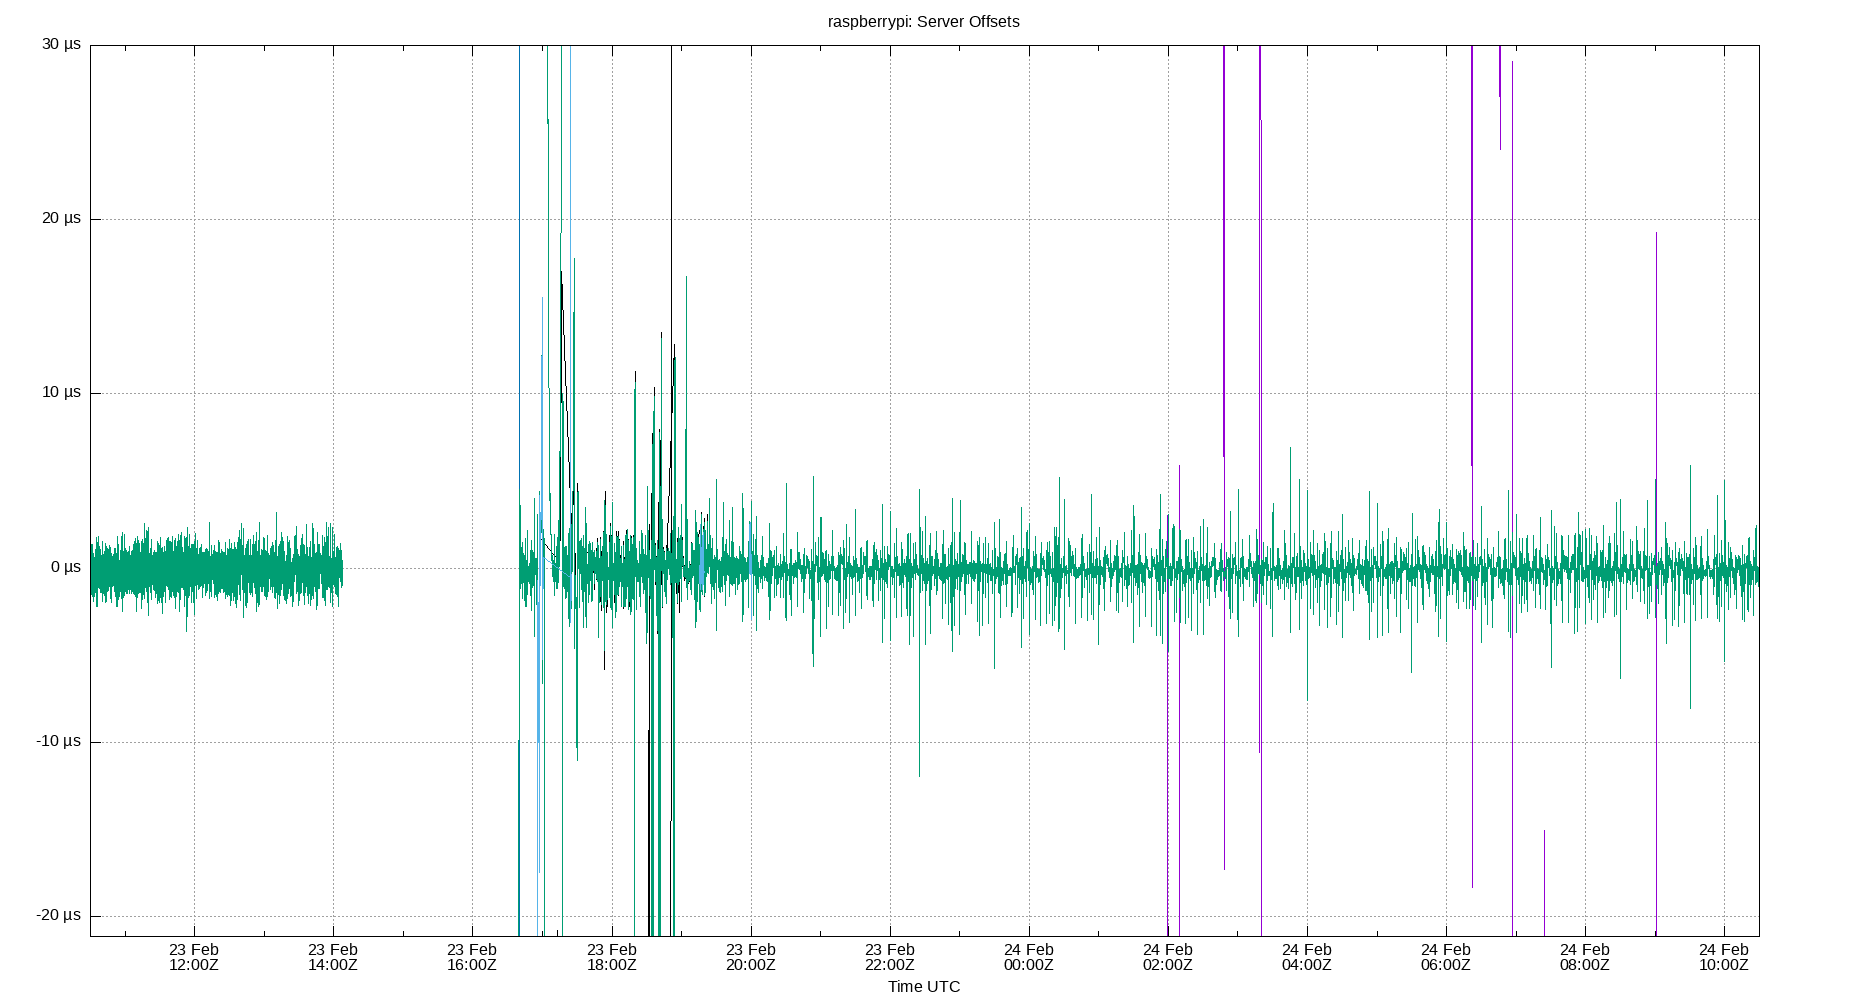 raspberrypi: Server Offsets
30 µs
20 µs
10 µs
0 µs
-10 µs
-20 µs
23 Feb 23 Feb 23 Feb 23 Feb 23 Feb 23 Feb 24 Feb 24 Feb 24 Feb 24 Feb 24 Feb 24 Feb
12:00Z 14:00Z 16:00Z 18:00Z 20:00Z 22:00Z 00:00Z 02:00Z 04:00Z 06:00Z 08:00Z 10:00Z
Time UTC